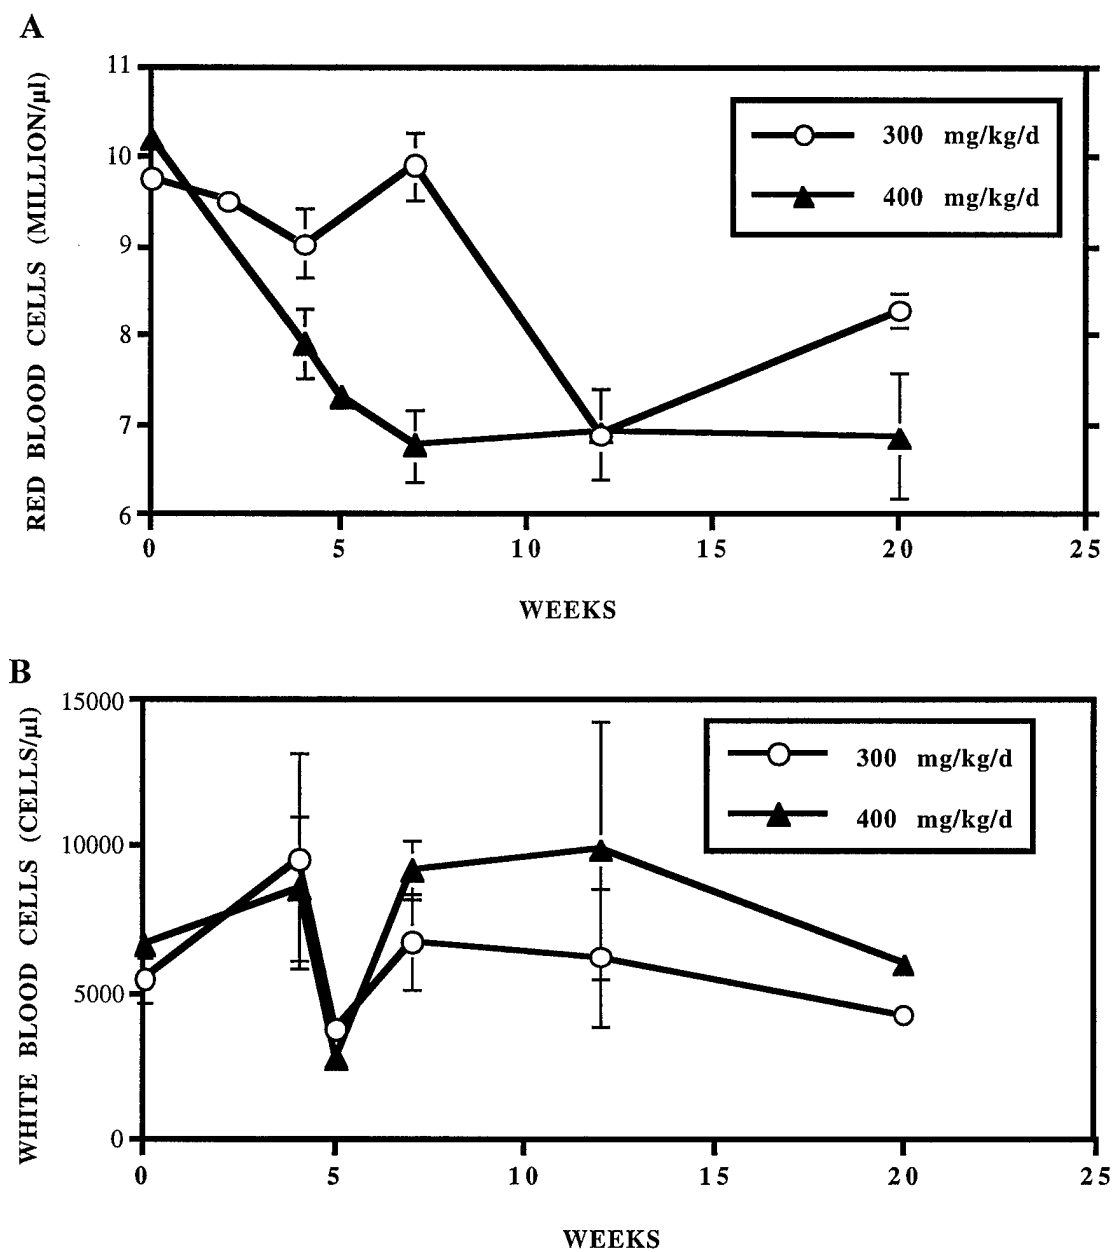 A
RED BLOOD CELLS (MILLION/µl)
11
10
9
8
7
6
300 mg/kg/d
400 mg/kg/d
0 5 10 15 20 25
WEEKS
B
WHITE BLOOD CELLS (CELLS/µl)
15000
10000
5000
0
300 mg/kg/d
400 mg/kg/d
0 5 10 15 20 25
WEEKS